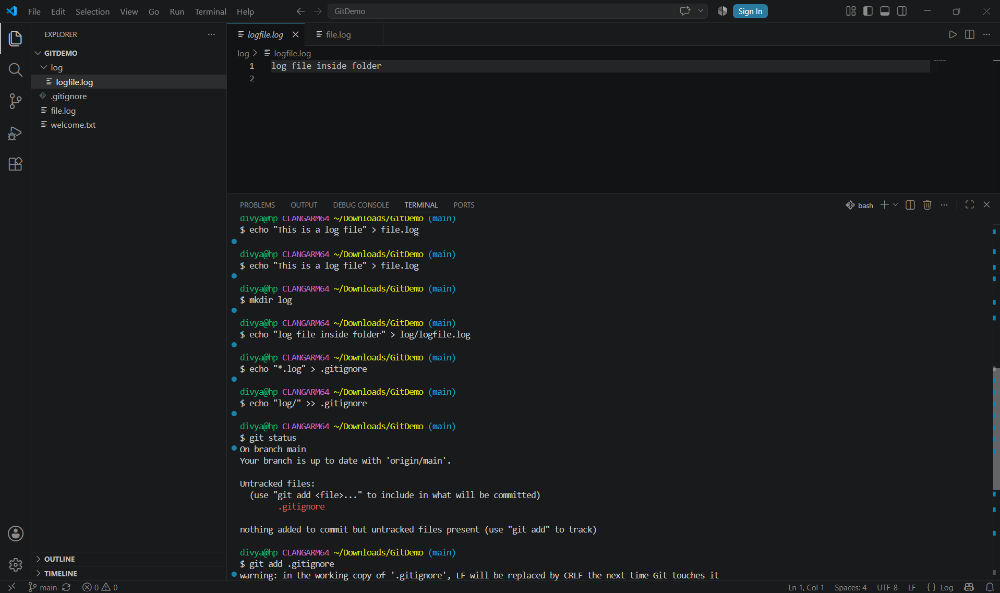 File Edit Selection View Go Run Terminal Help
GitDemo
Sign In
EXPLORER
GITDEMO
log
logfile.log
.gitignore
file.log
welcome.txt
OUTLINE
TIMELINE
logfile.log
file.log
log > logfile.log
1 log file inside folder
2
PROBLEMS OUTPUT DEBUG CONSOLE TERMINAL PORTS
bash
divya@hp CLANGARM64 ~/Downloads/GitDemo (main)
$ echo "This is a log file" > file.log
divya@hp CLANGARM64 ~/Downloads/GitDemo (main)
$ echo "This is a log file" > file.log
divya@hp CLANGARM64 ~/Downloads/GitDemo (main)
$ mkdir log
divya@hp CLANGARM64 ~/Downloads/GitDemo (main)
$ echo "log file inside folder" > log/logfile.log
divya@hp CLANGARM64 ~/Downloads/GitDemo (main)
$ echo "*.log" > .gitignore
divya@hp CLANGARM64 ~/Downloads/GitDemo (main)
$ echo "log/" >> .gitignore
divya@hp CLANGARM64 ~/Downloads/GitDemo (main)
$ git status
On branch main
Your branch is up to date with 'origin/main'.
Untracked files:
(use "git add <file>..." to include in what will be committed)
.gitignore
nothing added to commit but untracked files present (use "git add" to track)
divya@hp CLANGARM64 ~/Downloads/GitDemo (main)
$ git add .gitignore
warning: in the working copy of '.gitignore', LF will be replaced by CRLF the next time Git touches it
main 0 0
Ln 1, Col 1 Spaces: 4 UTF-8 LF { } Log